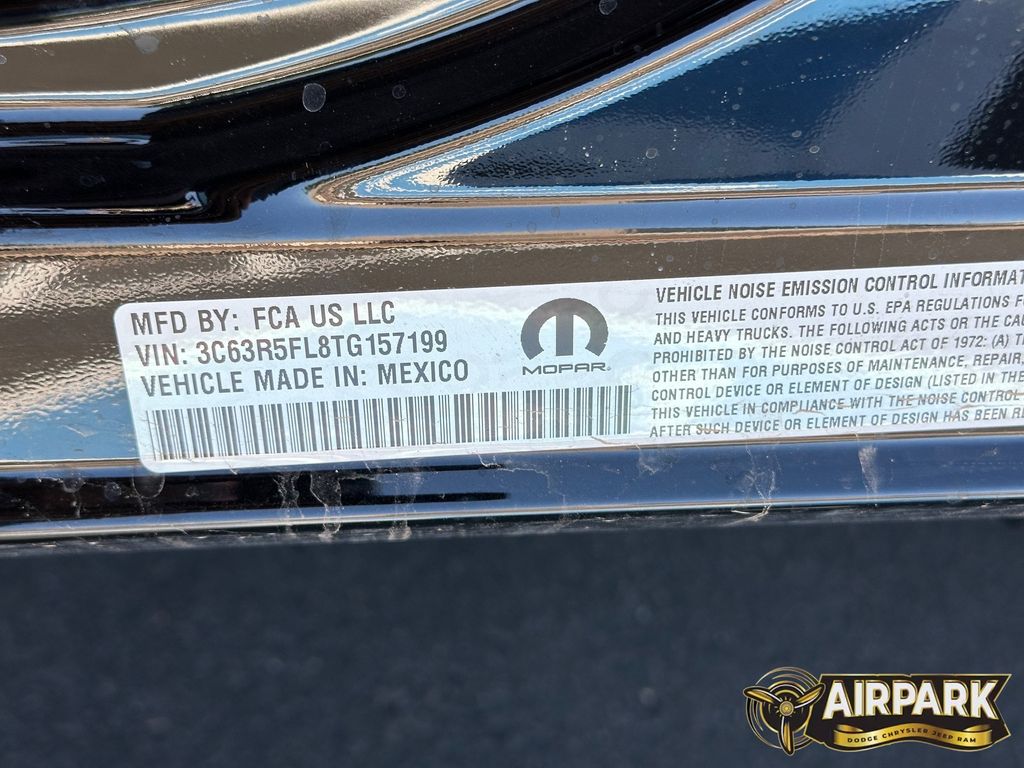 MFD BY: FCA US LLC
VIN: 3C63R5FL8TG157199
VEHICLE MADE IN: MEXICO
MOPAR®
VEHICLE NOISE EMISSION CONTROL INFORMAT
THIS VEHICLE CONFORMS TO U.S. EPA REGULATIONS F
AND HEAVY TRUCKS. THE FOLLOWING ACTS OR THE CAU
PROHIBITED BY THE NOISE CONTROL ACT OF 1972: (A) T
OTHER THAN FOR PURPOSES OF MAINTENANCE, REPAIR,
CONTROL DEVICE OR ELEMENT OF DESIGN (LISTED IN THE
THIS VEHICLE IN COMPLIANCE WITH THE NOISE CONTROL
AFTER SUCH DEVICE OR ELEMENT OF DESIGN HAS BEEN RE
AIRPARK
DODGE CHRYSLER JEEP RAM